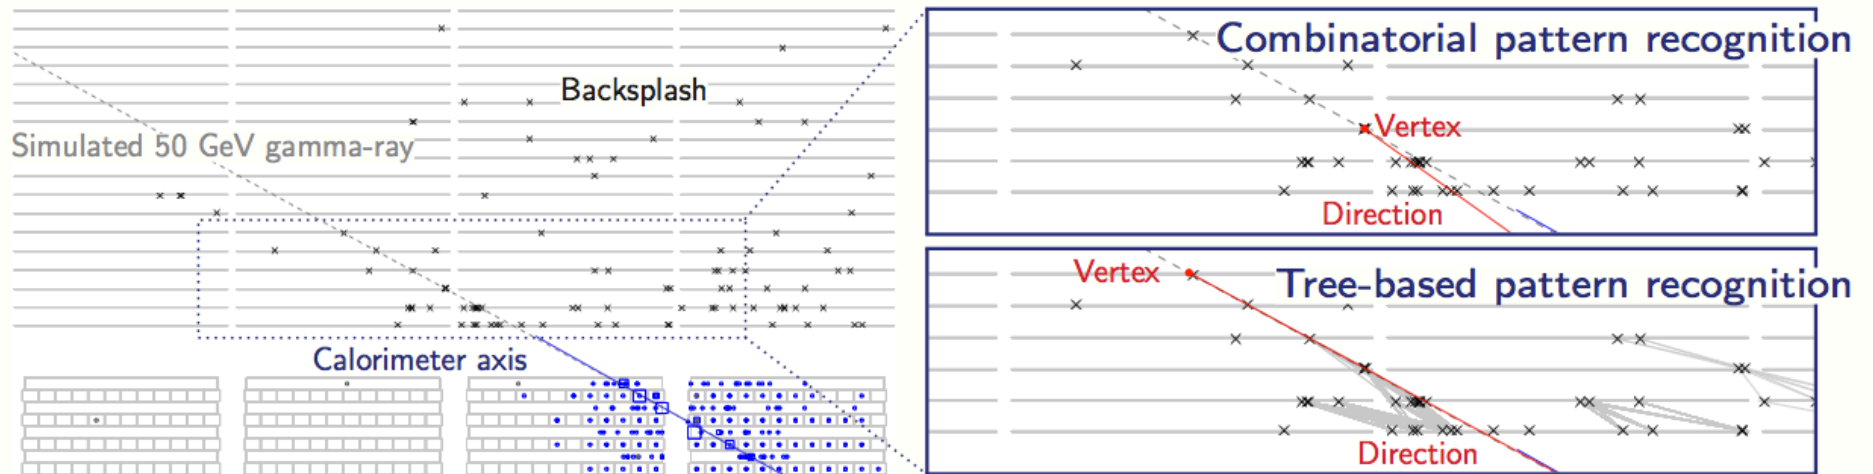 Backsplash
Simulated 50 GeV gamma-ray
Calorimeter axis
Combinatorial pattern recognition
Vertex
Direction
Vertex
Tree-based pattern recognition
Direction